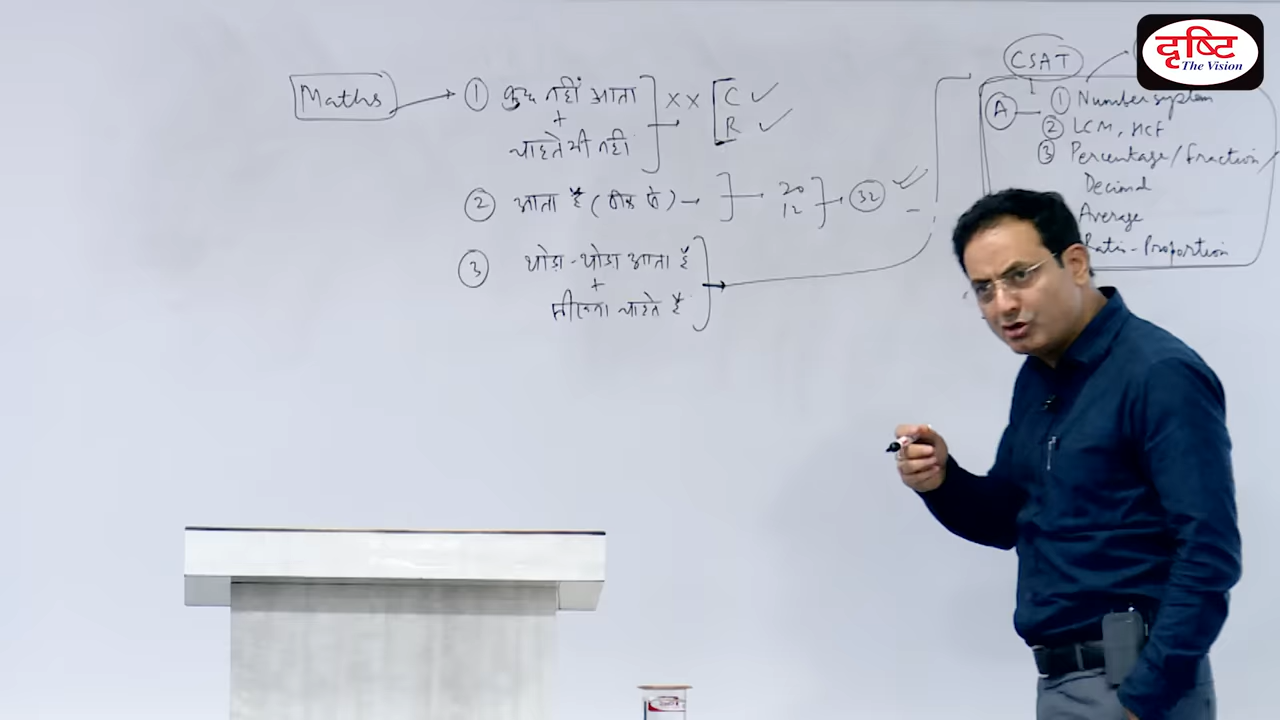 दृष्टि
The Vision
CSAT
Maths → ① कुछ नहीं आता
+
चाहते भी नहीं
X X
C ✓
R ✓
② आता है (ठीक से) →
20
12
32 ✓
③ थोड़ा-थोड़ा आता है
+
सीखना चाहते हैं
A
① Number system
② LCM, HCF
③ Percentage/Fraction/
Decimal
Average
Ratio-Proportion